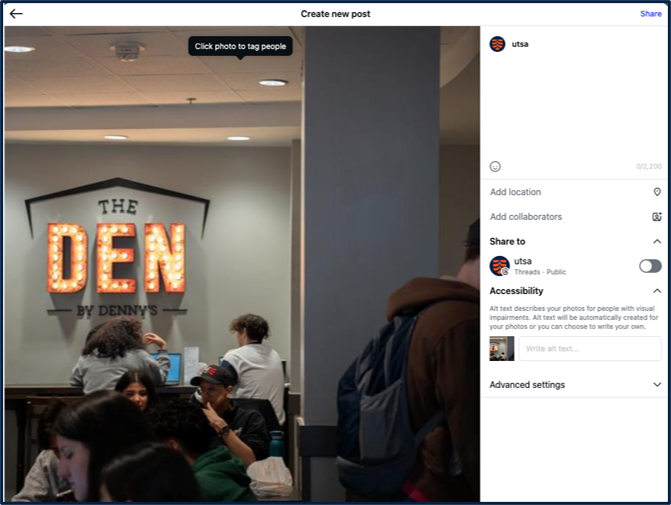 Create new post
Share
Click photo to tag people
THE
DEN
BY DENNY'S
utsa
0/2,200
Add location
Add collaborators
Share to
utsa
Threads · Public
Accessibility
Alt text describes your photos for people with visual
impairments. Alt text will be automatically created for
your photos or you can choose to write your own.
Write alt text...
Advanced settings